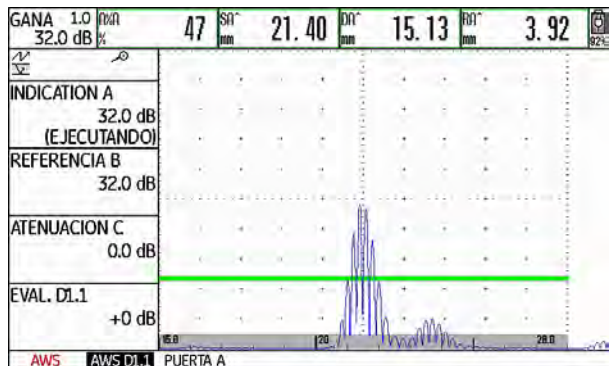 GANA 1.0
32.0 dB
A%A
% 47
SA^
mm 21.40
DA^
mm 15.13
RA^
mm 3.92
92%
INDICATION A
32.0 dB
(EJECUTANDO)
REFERENCIA B
32.0 dB
ATENUACION C
0.0 dB
EVAL. D1.1
+0 dB
15.0 20 28.0
AWS AWS D1.1 PUERTA A